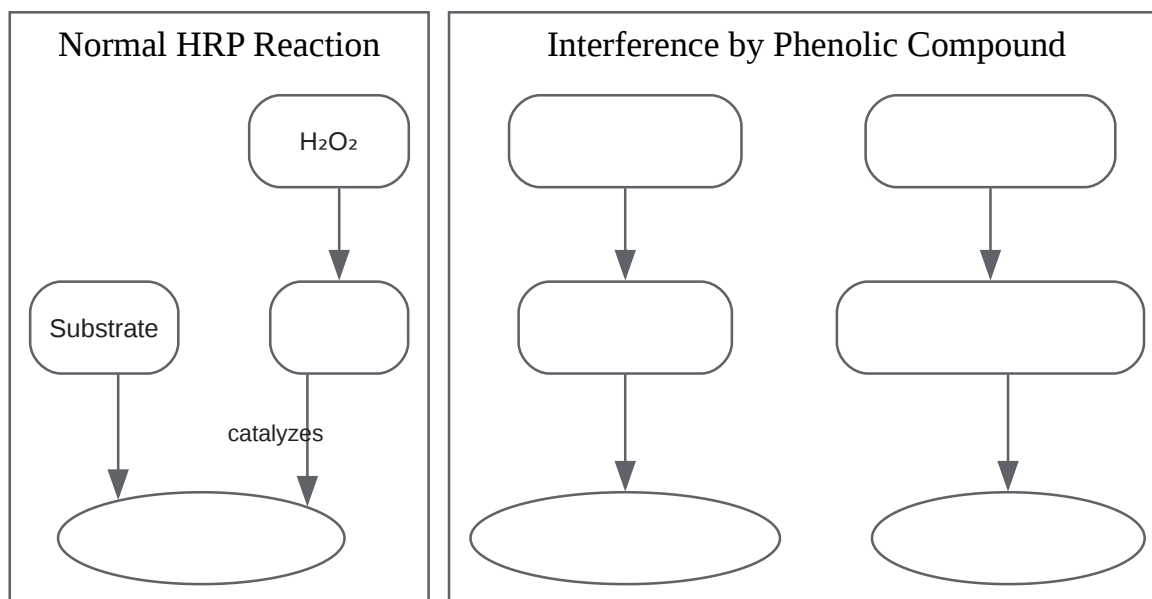 Normal HRP Reaction
Interference by Phenolic Compound
H₂O₂
Substrate
catalyzes